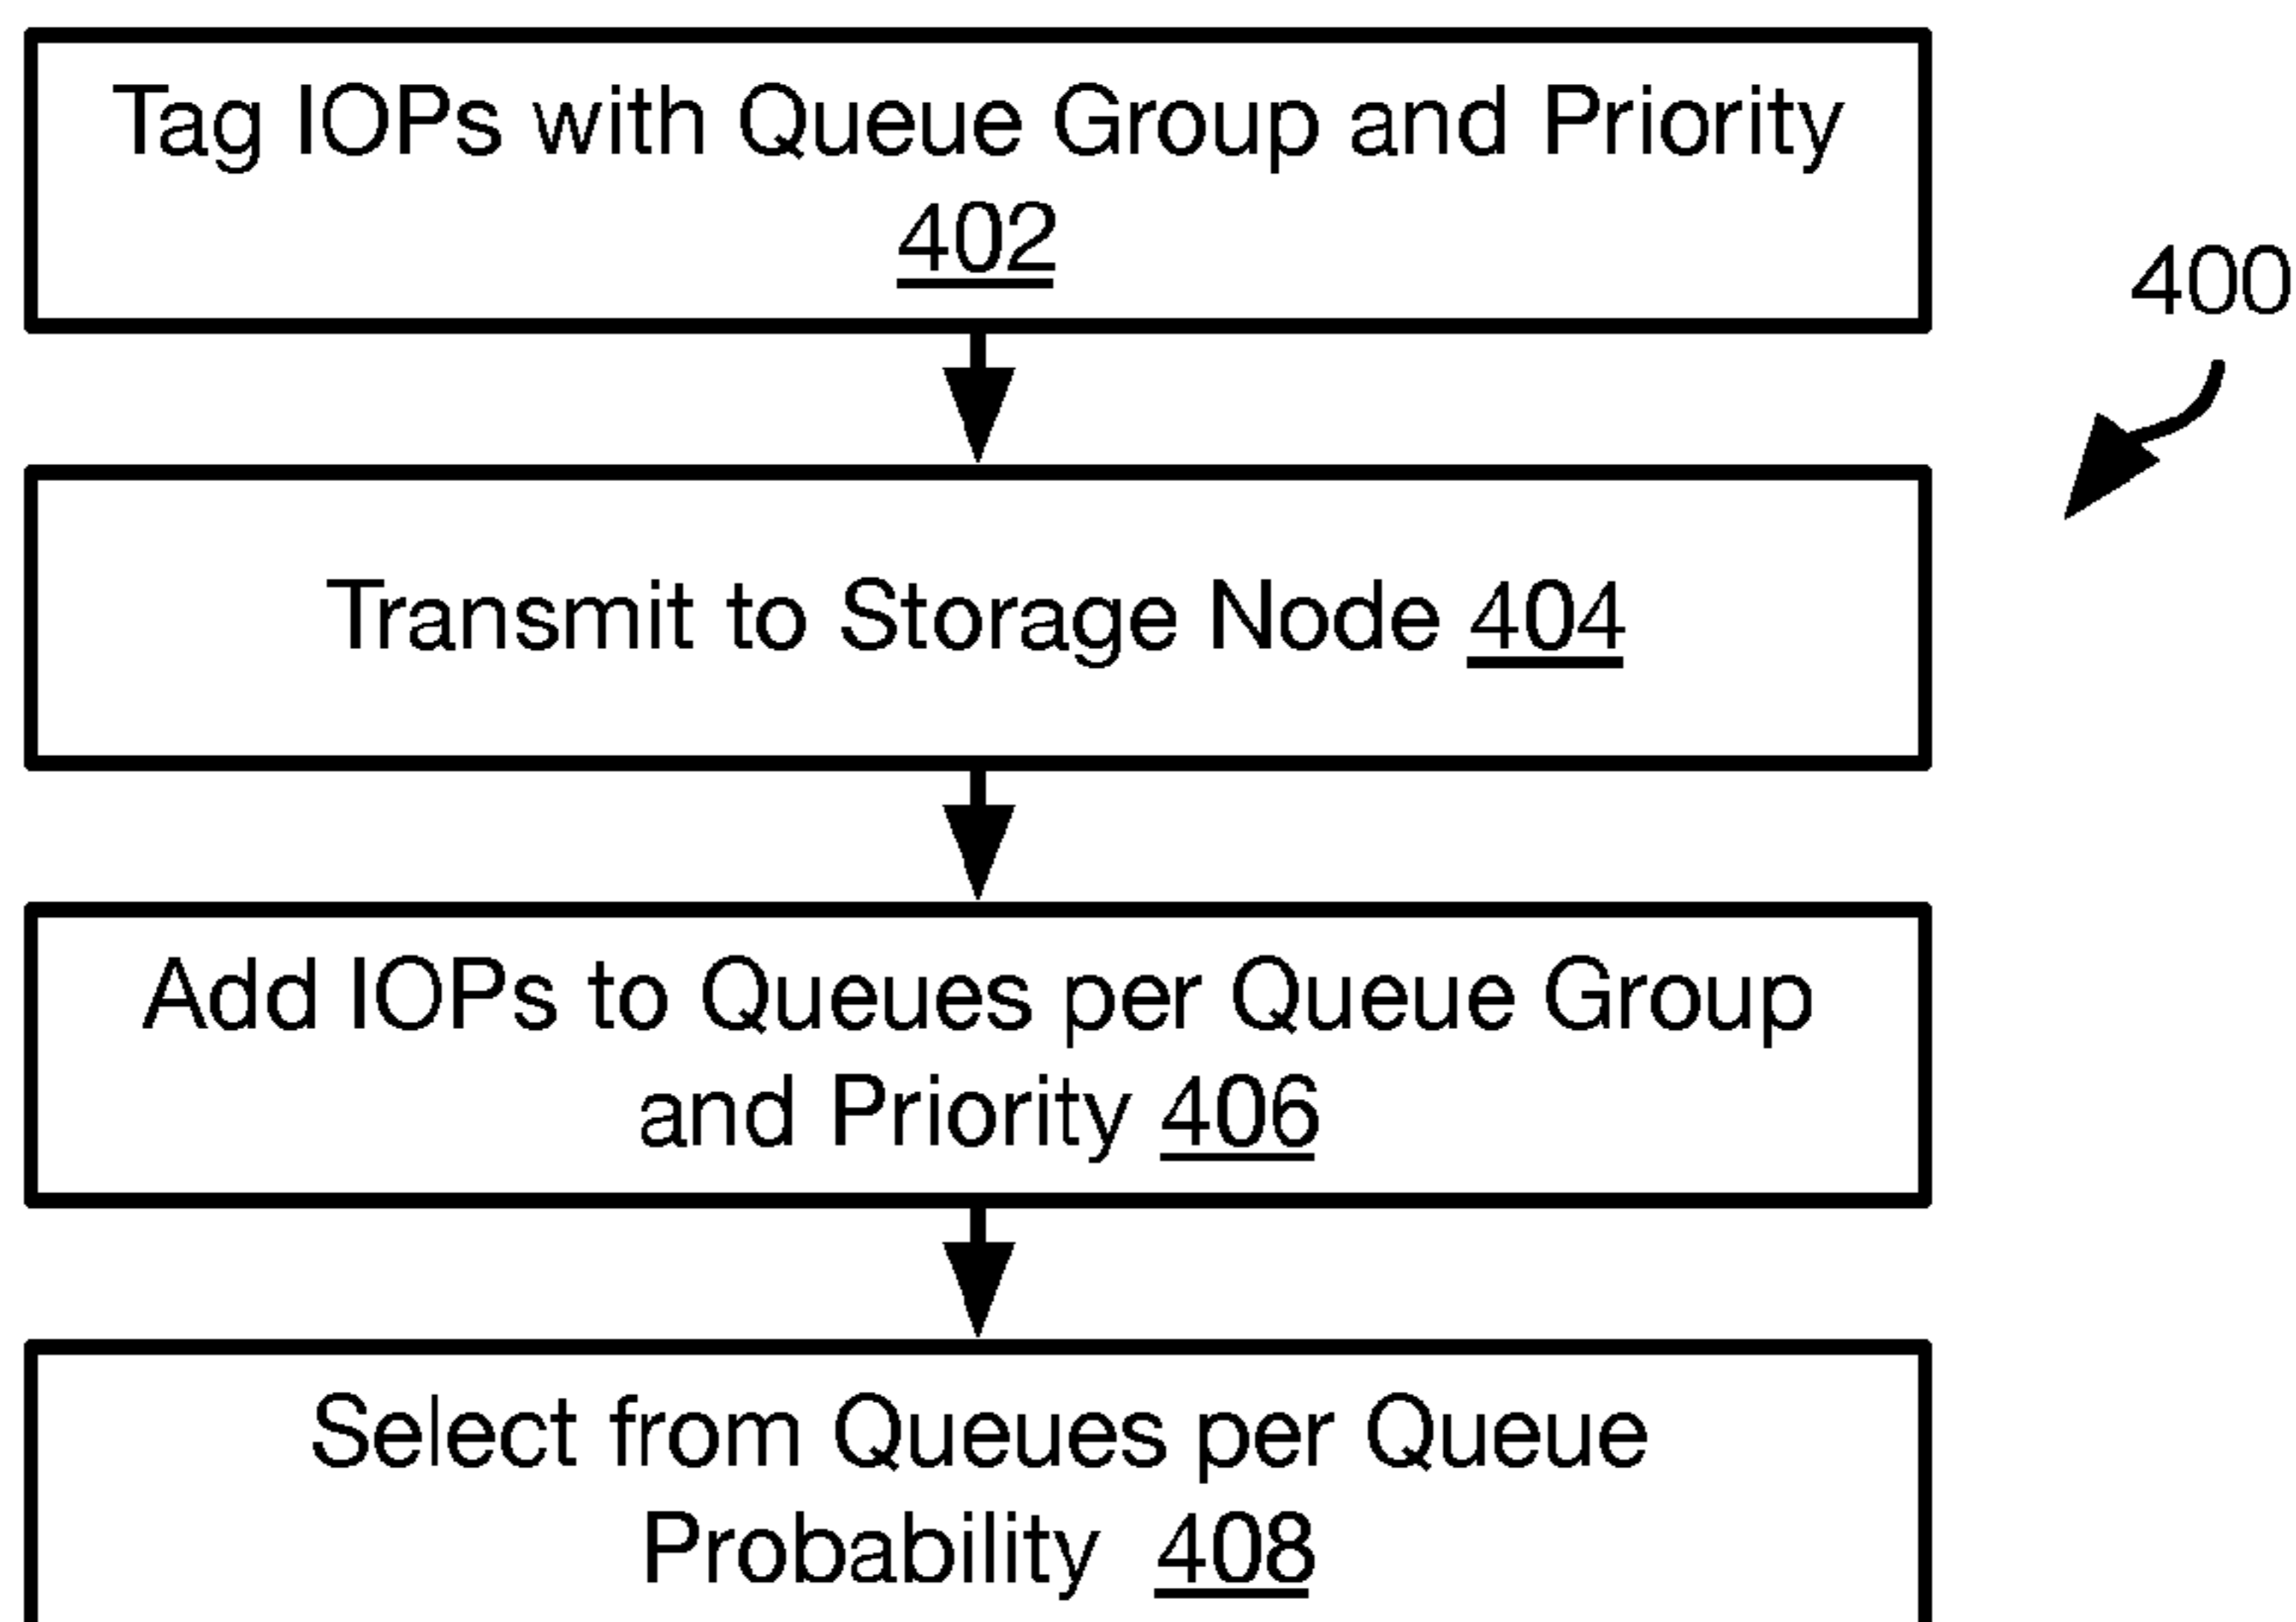 Tag IOPs with Queue Group and Priority
402
400
Transmit to Storage Node 404
Add IOPs to Queues per Queue Group
and Priority 406
Select from Queues per Queue
Probability 408